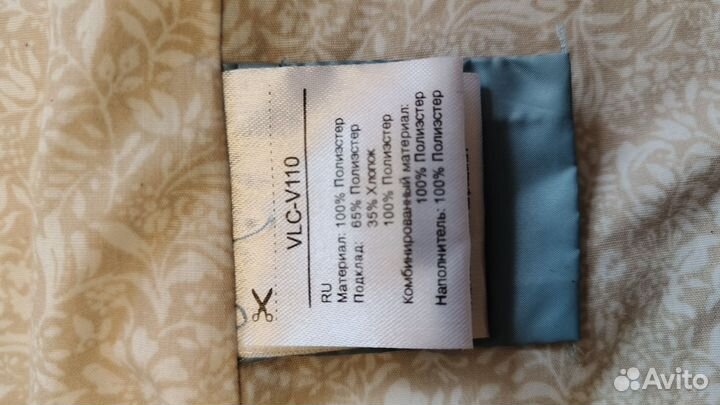 VLC-V110
RU
Материал: 100% Полиэстер
Подклад: 65% Полиэстер
35% Хлопок
100% Полиэстер
Комбинированный материал:
100% Полиэстер
Наполнитель: 100% Полиэстер
Avito